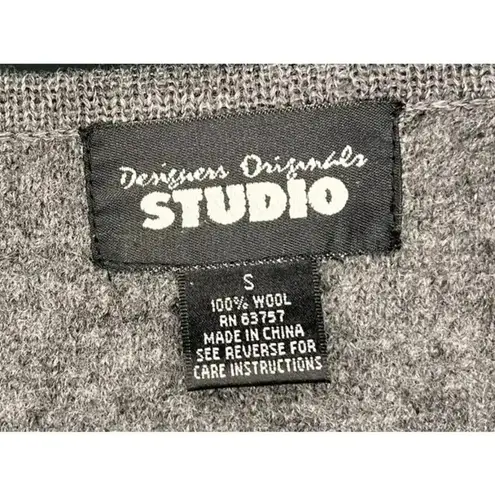 Designers Originals
STUDIO
S
100% WOOL
RN 63757
MADE IN CHINA
SEE REVERSE FOR
CARE INSTRUCTIONS